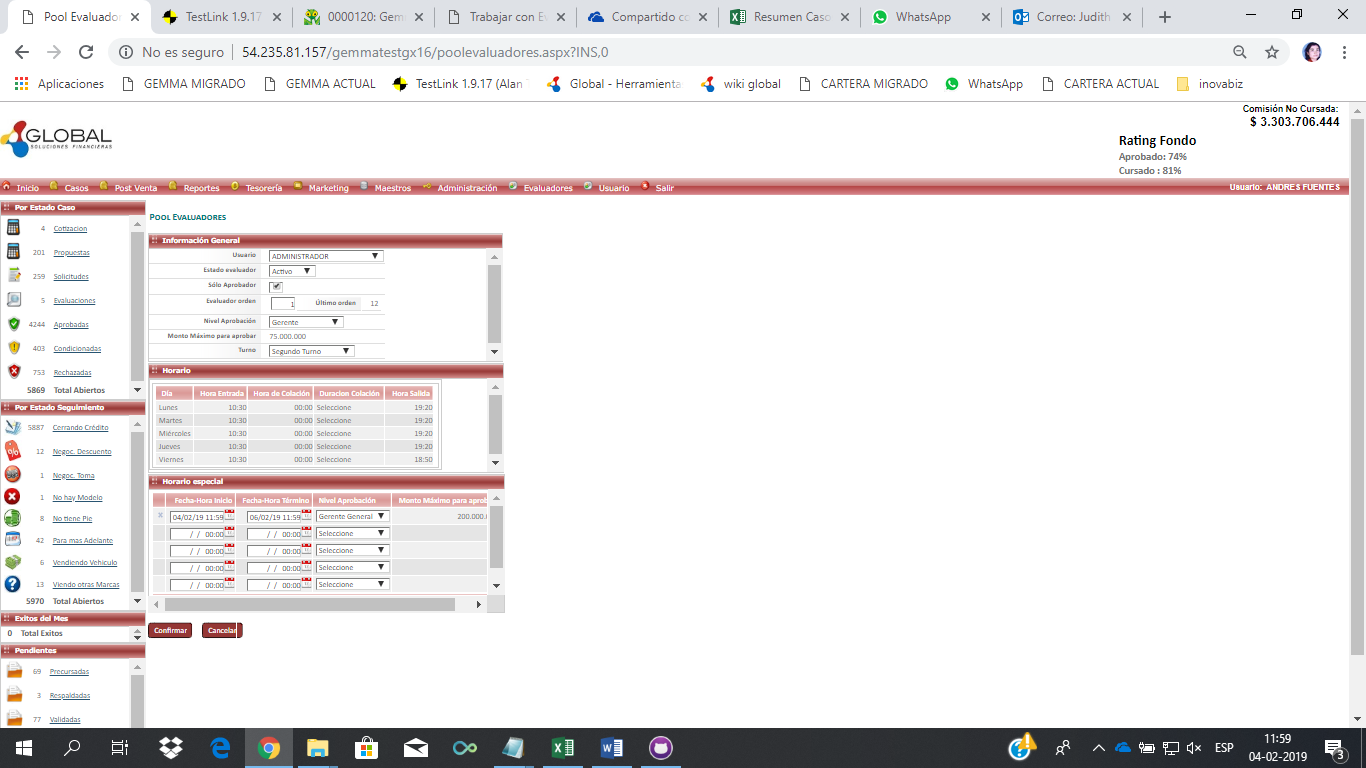 Pool Evaluador
TestLink 1.9.17
0000120: Gem
Trabajar con E
Compartido co
Resumen Caso
WhatsApp
Correo: Judith
No es seguro
54.235.81.157/gemmatestgx16/poolevaluadores.aspx?INS,0
Aplicaciones
GEMMA MIGRADO
GEMMA ACTUAL
TestLink 1.9.17 (Alan
Global - Herramienta
wiki global
CARTERA MIGRADO
WhatsApp
CARTERA ACTUAL
inovabiz
Comisión No Cursada:
$ 3.303.706.444
GLOBAL
SOLUCIONES FINANCIERAS
Rating Fondo
Aprobado: 74%
Cursado : 81%
Inicio
Casos
Post Venta
Reportes
Tesorería
Marketing
Maestros
Administración
Evaluadores
Usuario
Salir
Usuario: ANDRES FUENTES
Por Estado Caso
4 Cotizacion
201 Propuestas
259 Solicitudes
5 Evaluaciones
4244 Aprobadas
403 Condicionadas
753 Rechazadas
5869 Total Abiertos
Por Estado Seguimiento
5887 Cerrando Crédito
12 Negoc. Descuento
1 Negoc. Toma
1 No hay Modelo
8 No tiene Pie
42 Para mas Adelante
6 Vendiendo Vehiculo
13 Viendo otras Marcas
5970 Total Abiertos
Exitos del Mes
0 Total Exitos
Pendientes
69 Precursadas
3 Respaldadas
77 Validadas
POOL EVALUADORES
Información General
Usuario ADMINISTRADOR
Estado evaluador Activo
Sólo Aprobador
Evaluador orden 1 Último orden 12
Nivel Aprobación Gerente
Monto Máximo para aprobar 75.000.000
Turno Segundo Turno
Horario
Día Hora Entrada Hora de Colación Duracion Colación Hora Salida
Lunes 10:30 00:00 Seleccione 19:20
Martes 10:30 00:00 Seleccione 19:20
Miércoles 10:30 00:00 Seleccione 19:20
Jueves 10:30 00:00 Seleccione 19:20
Viernes 10:30 00:00 Seleccione 18:50
Horario especial
Fecha-Hora Inicio Fecha-Hora Término Nivel Aprobación Monto Máximo para aprob
x 04/02/19 11:59 06/02/19 11:59 Gerente General 200.000.
/ / 00:00 / / 00:00 Seleccione
/ / 00:00 / / 00:00 Seleccione
/ / 00:00 / / 00:00 Seleccione
/ / 00:00 / / 00:00 Seleccione
Confirmar
Cancelar
ESP
11:59
04-02-2019
3